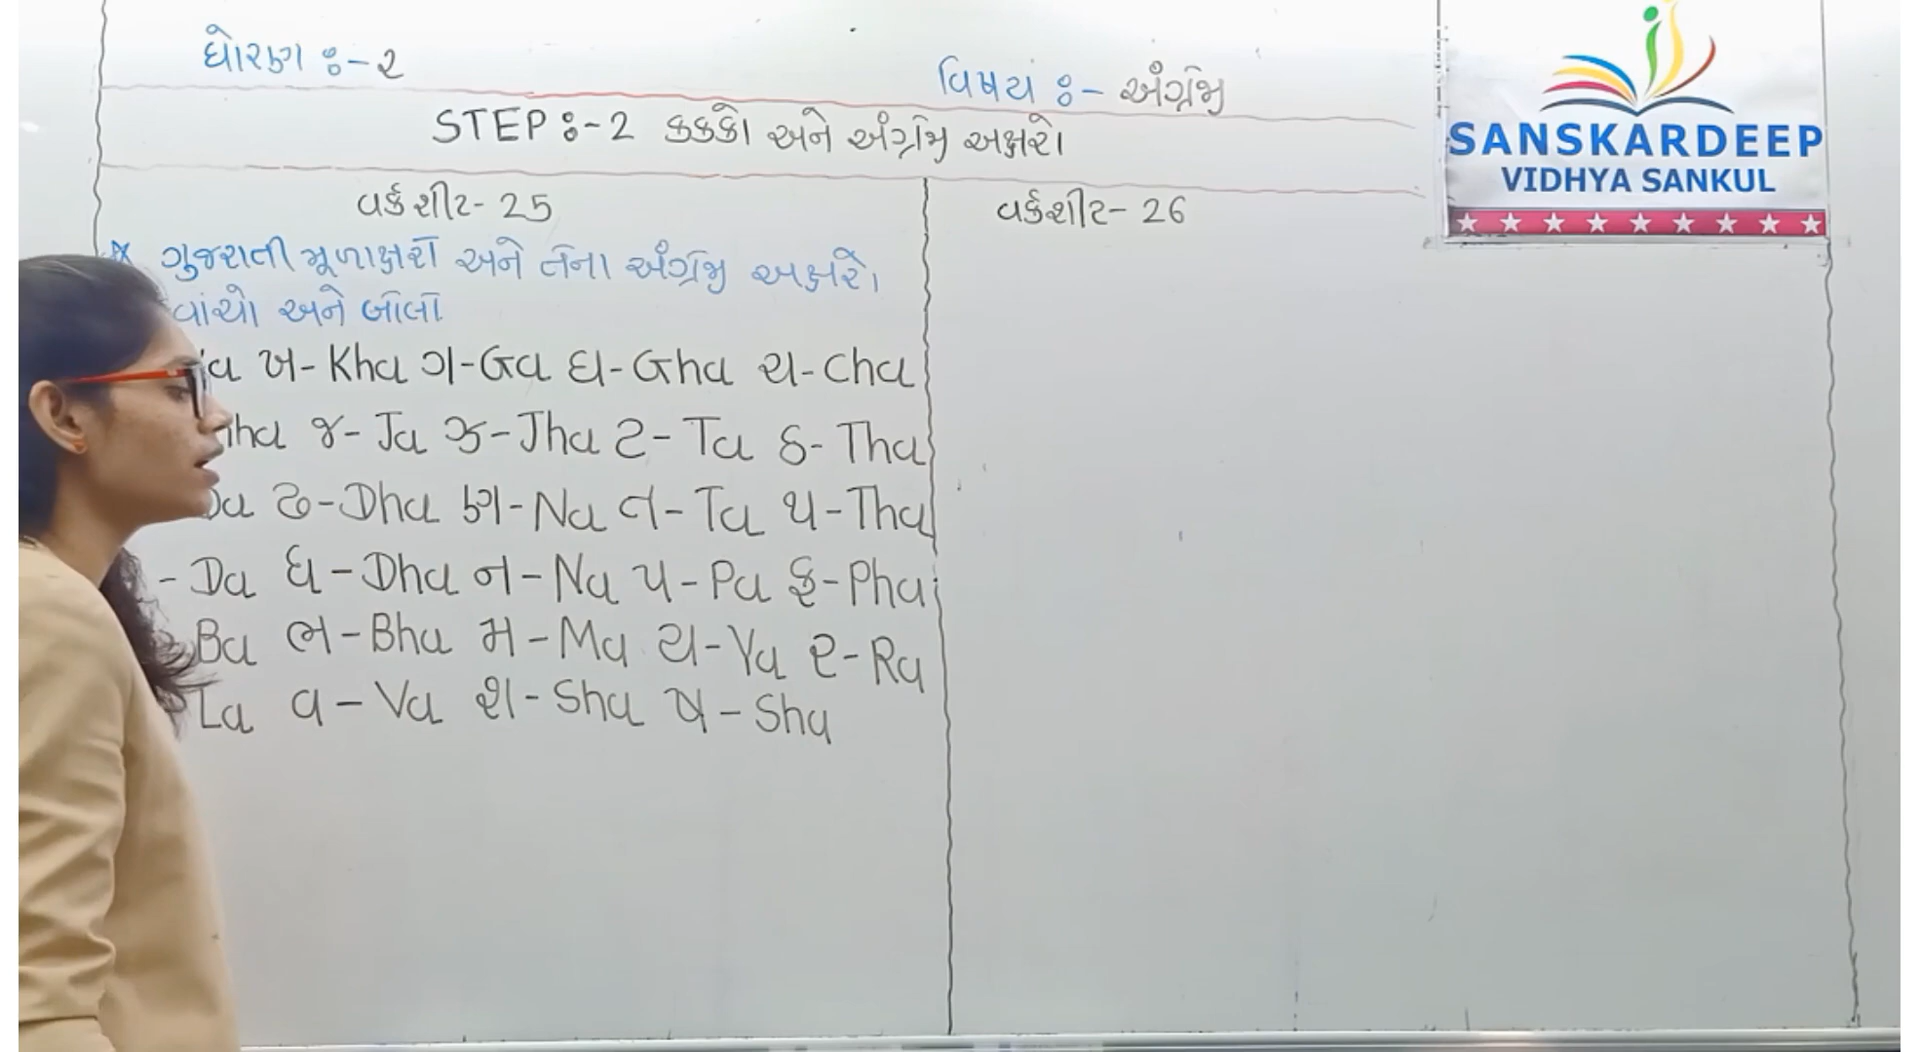 ધોરણ :- ૨
વિષય :- અંગ્રેજી
STEP :- 2 કક્કો અને અંગ્રેજી અક્ષરો
SANSKARDEEP
VIDHYA SANKUL
વર્કશીટ - 25
વર્કશીટ - 26
ગુજરાતી મૂળાક્ષરો અને તેના અંગ્રેજી અક્ષરો
વાંચો અને બોલો
ખ - Kha ગ - Ga ઘ - Gha ચ - Cha
જ - Ja ઝ - Jha ટ - Ta ઠ - Tha
Da ઢ - Dha ણ - Na ત - Ta થ - Tha
- Da ધ - Dha ન - Na પ - Pa ફ - Pha
Ba ભ - Bha મ - Ma ય - Ya ર - Ra
La વ - Va શ - Sha ષ - Sha